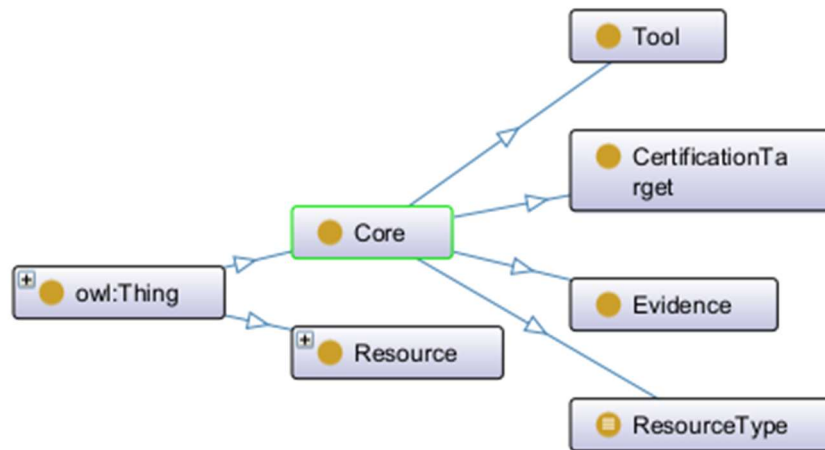 Tool
CertificationTa
rget
Core
owl:Thing
Evidence
Resource
ResourceType